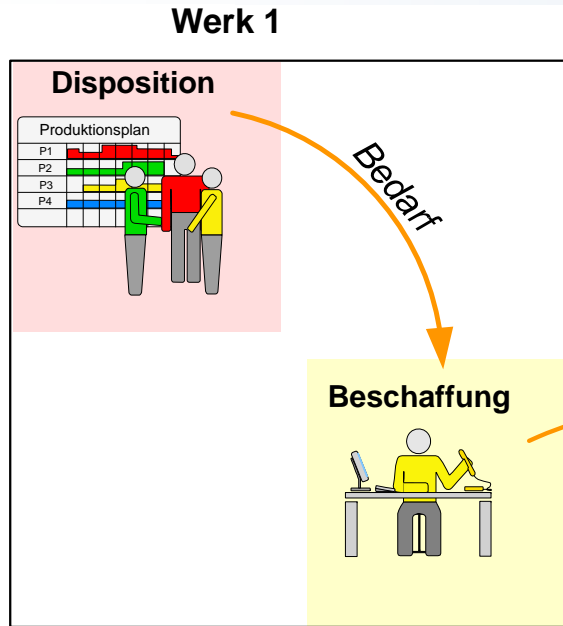 Werk 1
Disposition
Produktionsplan
P1
P2
P3
P4
Bedarf
Beschaffung